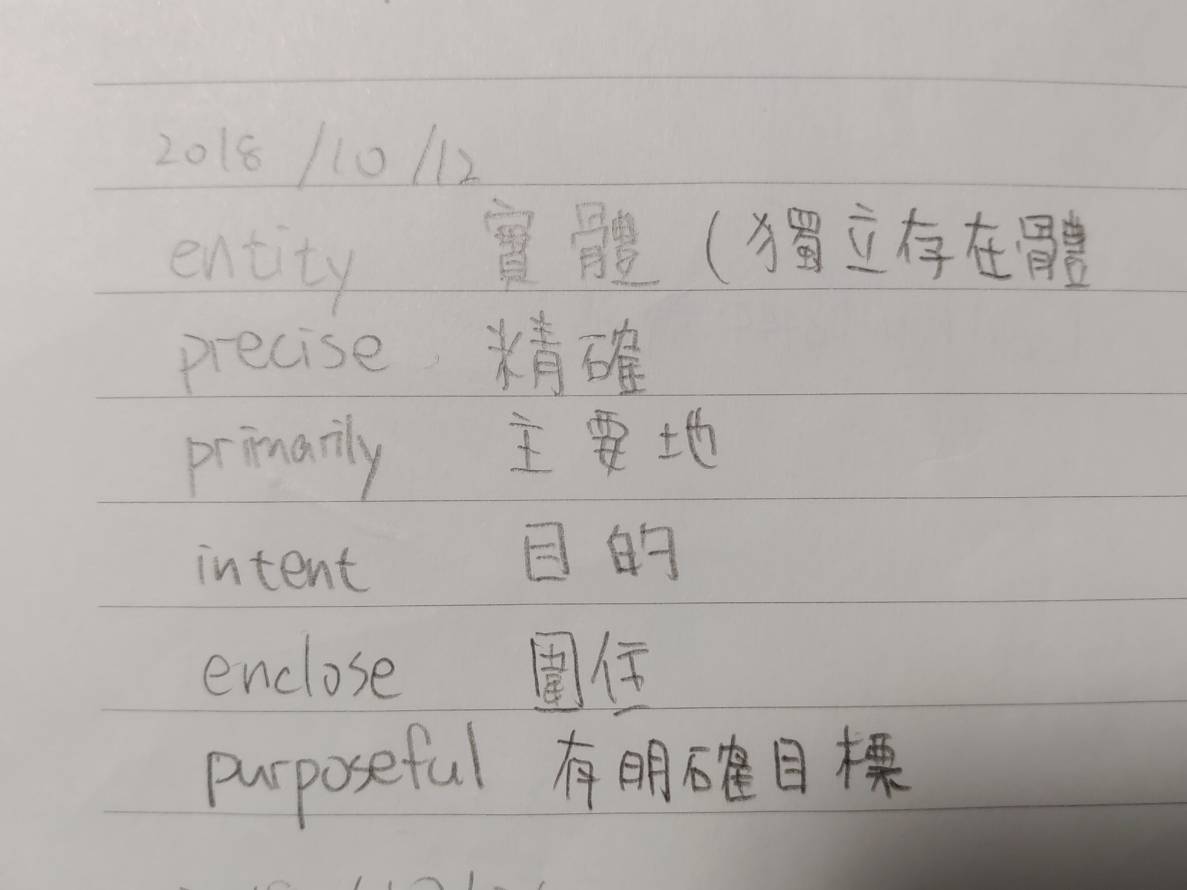 2018/10/12
entity 實體 (獨立存在體
precise 精確
primarily 主要地
intent 目的
enclose 圍住
purposeful 有明確目標